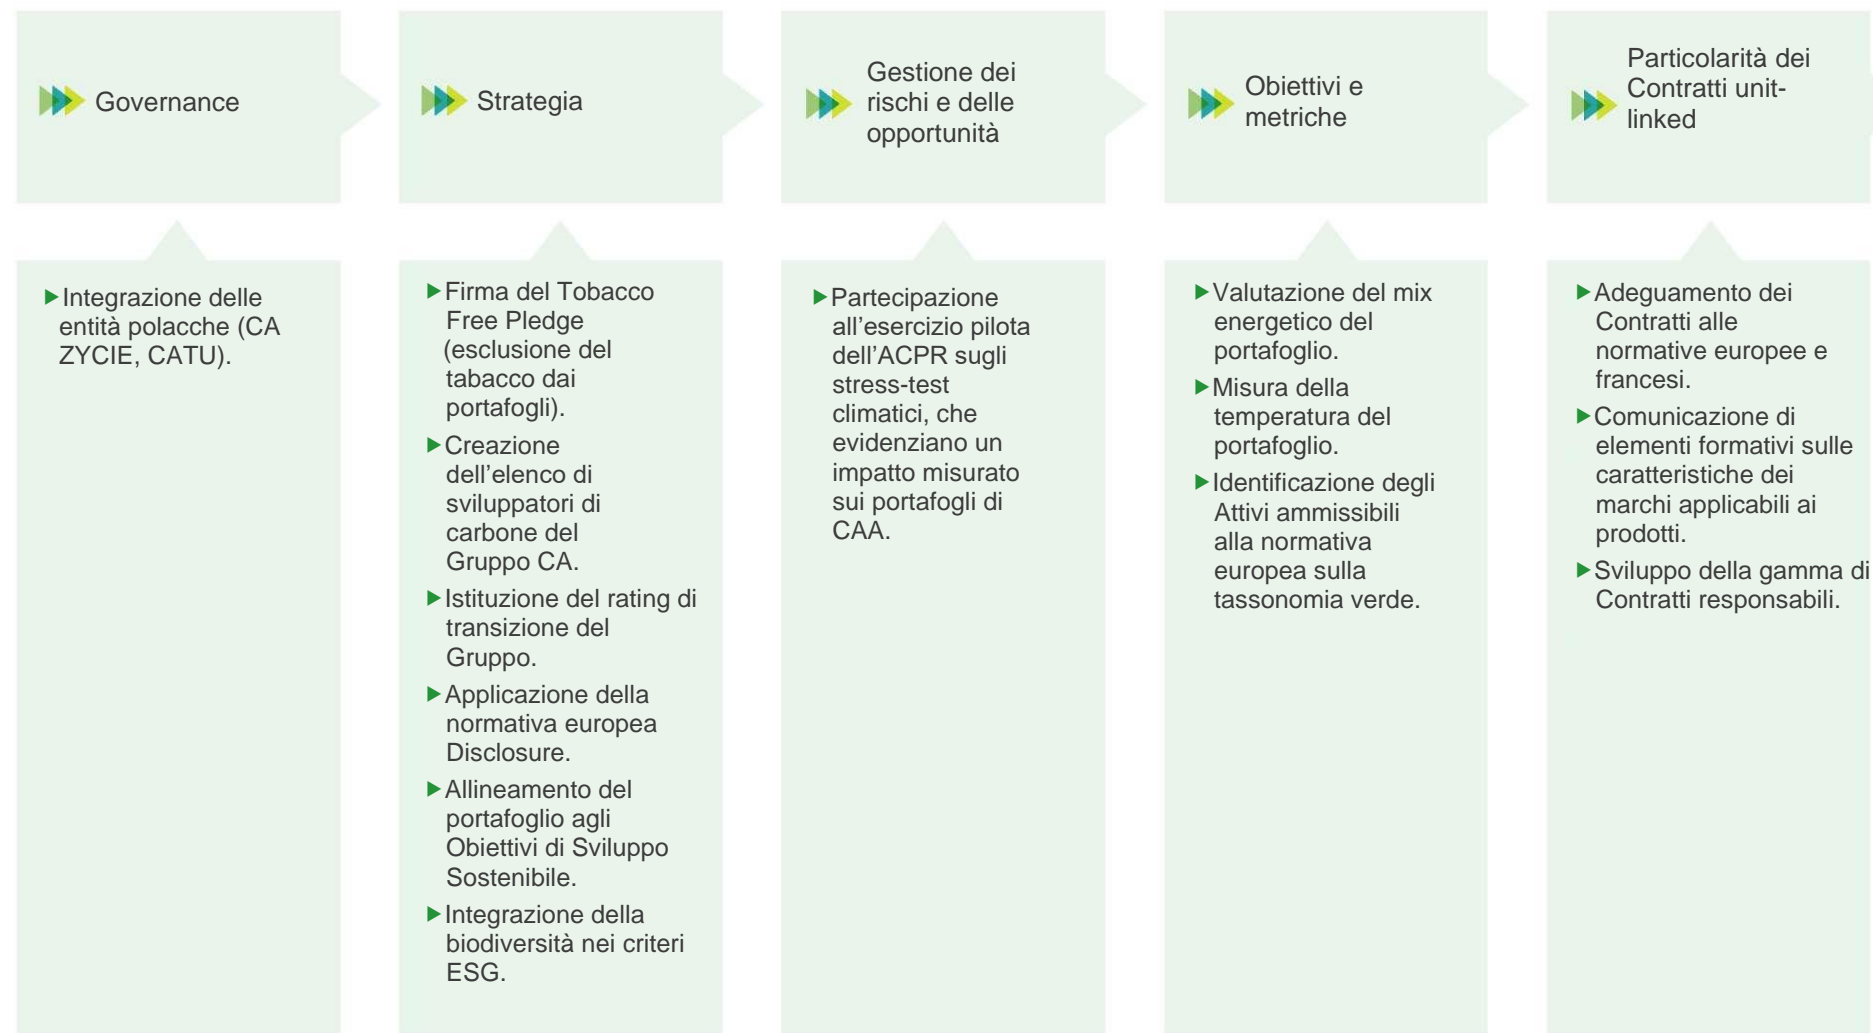 Governance
Integrazione delle
entità polacche (CA
ZYCIE, CATU).
Strategia
Firma del Tobacco
Free Pledge
(esclusione del
tabacco dai
portafogli).
Creazione
dell’elenco di
sviluppatori di
carbone del
Gruppo CA.
Istituzione del rating di
transizione del
Gruppo.
Applicazione della
normativa europea
Disclosure.
Allineamento del
portafoglio agli
Obiettivi di Sviluppo
Sostenibile.
Integrazione della
biodiversità nei criteri
ESG.
Gestione dei
rischi e delle
opportunità
Partecipazione
all’esercizio pilota
dell’ACPR sugli
stress-test
climatici, che
evidenziano un
impatto misurato
sui portafogli di
CAA.
Obiettivi e
metriche
Valutazione del mix
energetico del
portafoglio.
Misura della
temperatura del
portafoglio.
Identificazione degli
Attivi ammissibili
alla normativa
europea sulla
tassonomia verde.
Particolarità dei
Contratti unit-
linked
Adeguamento dei
Contratti alle
normative europee e
francesi.
Comunicazione di
elementi formativi sulle
caratteristiche dei
marchi applicabili ai
prodotti.
Sviluppo della gamma di
Contratti responsabili.